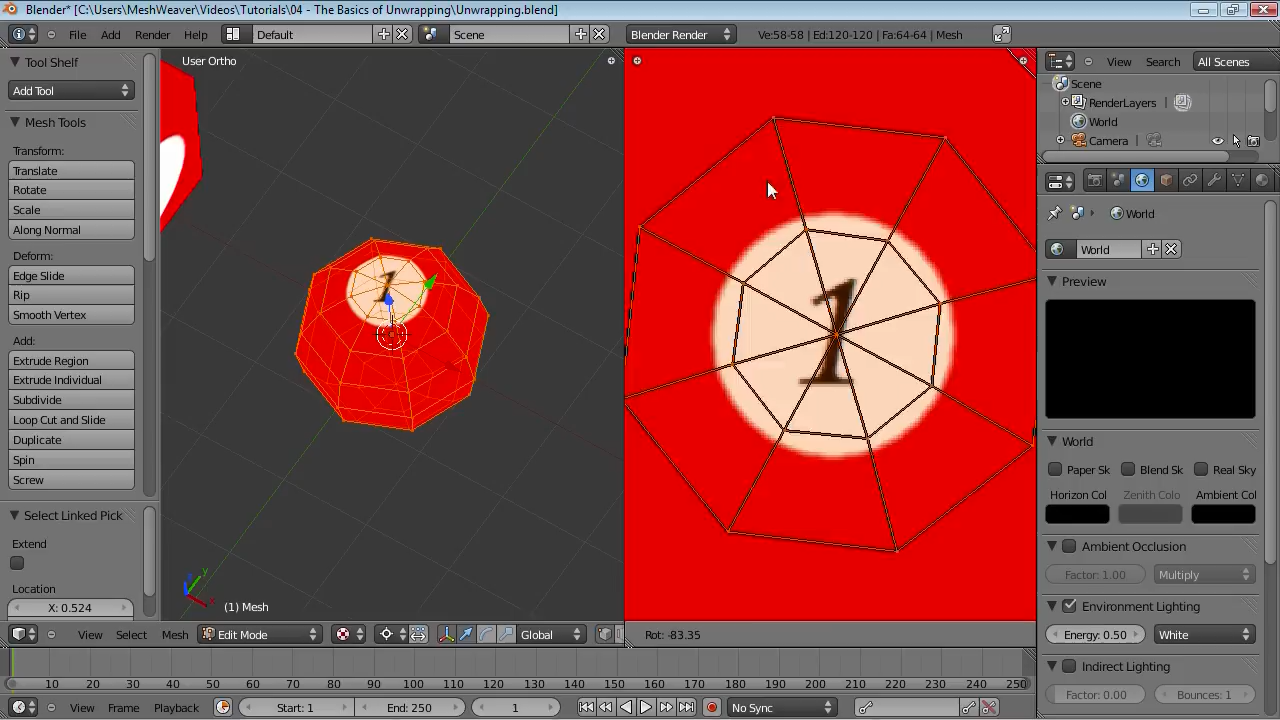 Blender* [C:\Users\MeshWeaver\Videos\Tutorials\04 - The Basics of Unwrapping\Unwrapping.blend]
File Add Render Help Default Scene Blender Render Ve:58-58 | Ed:120-120 | Fa:64-64 | Mesh
Tool Shelf
Add Tool
Mesh Tools
Transform:
Translate
Rotate
Scale
Along Normal
Deform:
Edge Slide
Rip
Smooth Vertex
Add:
Extrude Region
Extrude Individual
Subdivide
Loop Cut and Slide
Duplicate
Spin
Screw
Select Linked Pick
Extend
Location
X: 0.524
User Ortho
1
z y x
(1) Mesh
View Select Mesh Edit Mode Global
1
Rot: -83.35
View Search All Scenes
Scene
RenderLayers
World
Camera
World
World
Preview
World
Paper Sk Blend Sk Real Sky
Horizon Col Zenith Colo Ambient Col
Ambient Occlusion
Factor: 1.00 Multiply
Environment Lighting
Energy: 0.50 White
Indirect Lighting
Factor: 0.00 Bounces: 1
10 20 30 40 50 60 70 80 90 100 110 120 130 140 150 160 170 180 190 200 210 220 230 240 250
View Frame Playback Start: 1 End: 250 1 No Sync